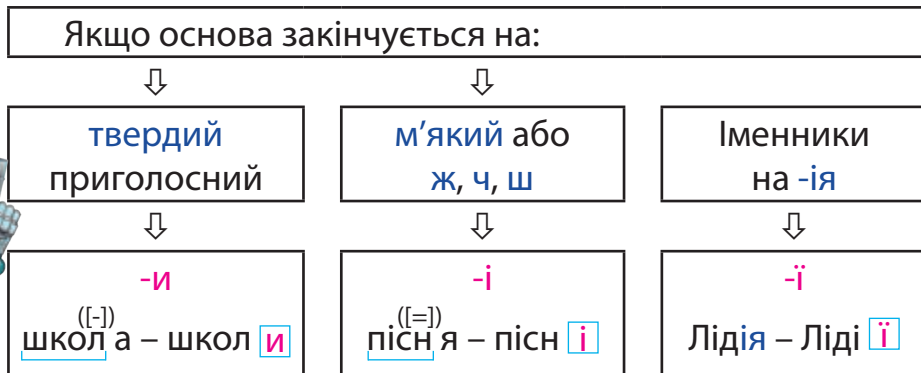 Якщо основа закінчується на:
⇩ ⇩
твердий
приголосний
м’який або
ж, ч, ш
Іменники
на -ія
⇩ ⇩ ⇩
-и
([-])
школ а – школ и
-і
([=])
пісн я – пісн і
-ї
Лідія – Ліді ї